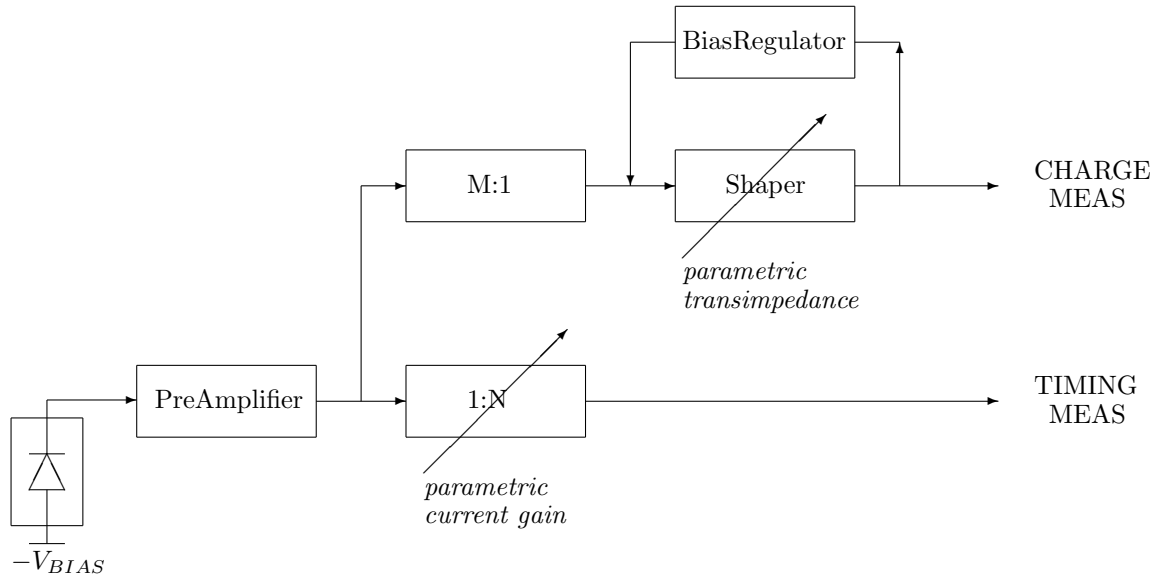 BiasRegulator
M:1
Shaper
CHARGE
MEAS
parametric
transimpedance
PreAmplifier
1:N
TIMING
MEAS
parametric
current gain
−V_BIAS